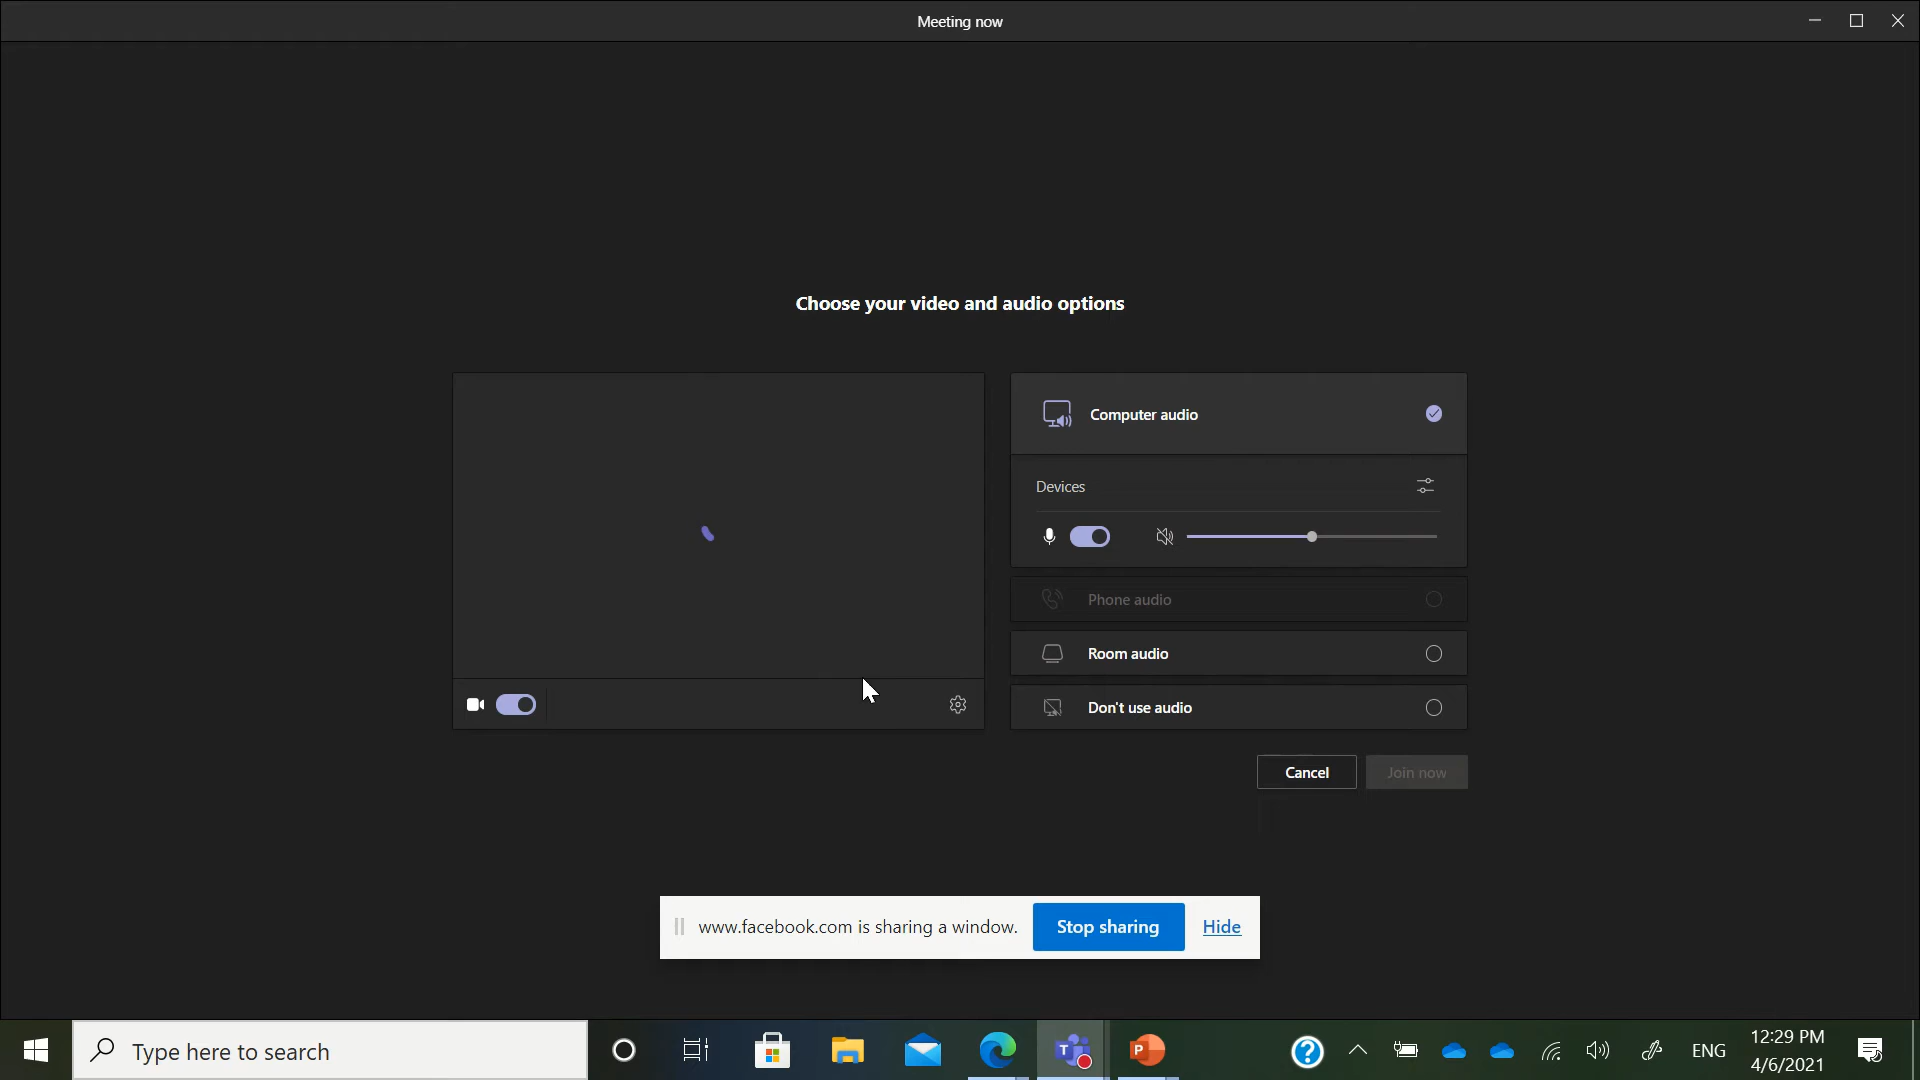 Meeting now
Choose your video and audio options
Computer audio
Devices
Phone audio
Room audio
Don't use audio
Cancel
Join now
www.facebook.com is sharing a window.
Stop sharing
Hide
Type here to search
ENG
12:29 PM
4/6/2021